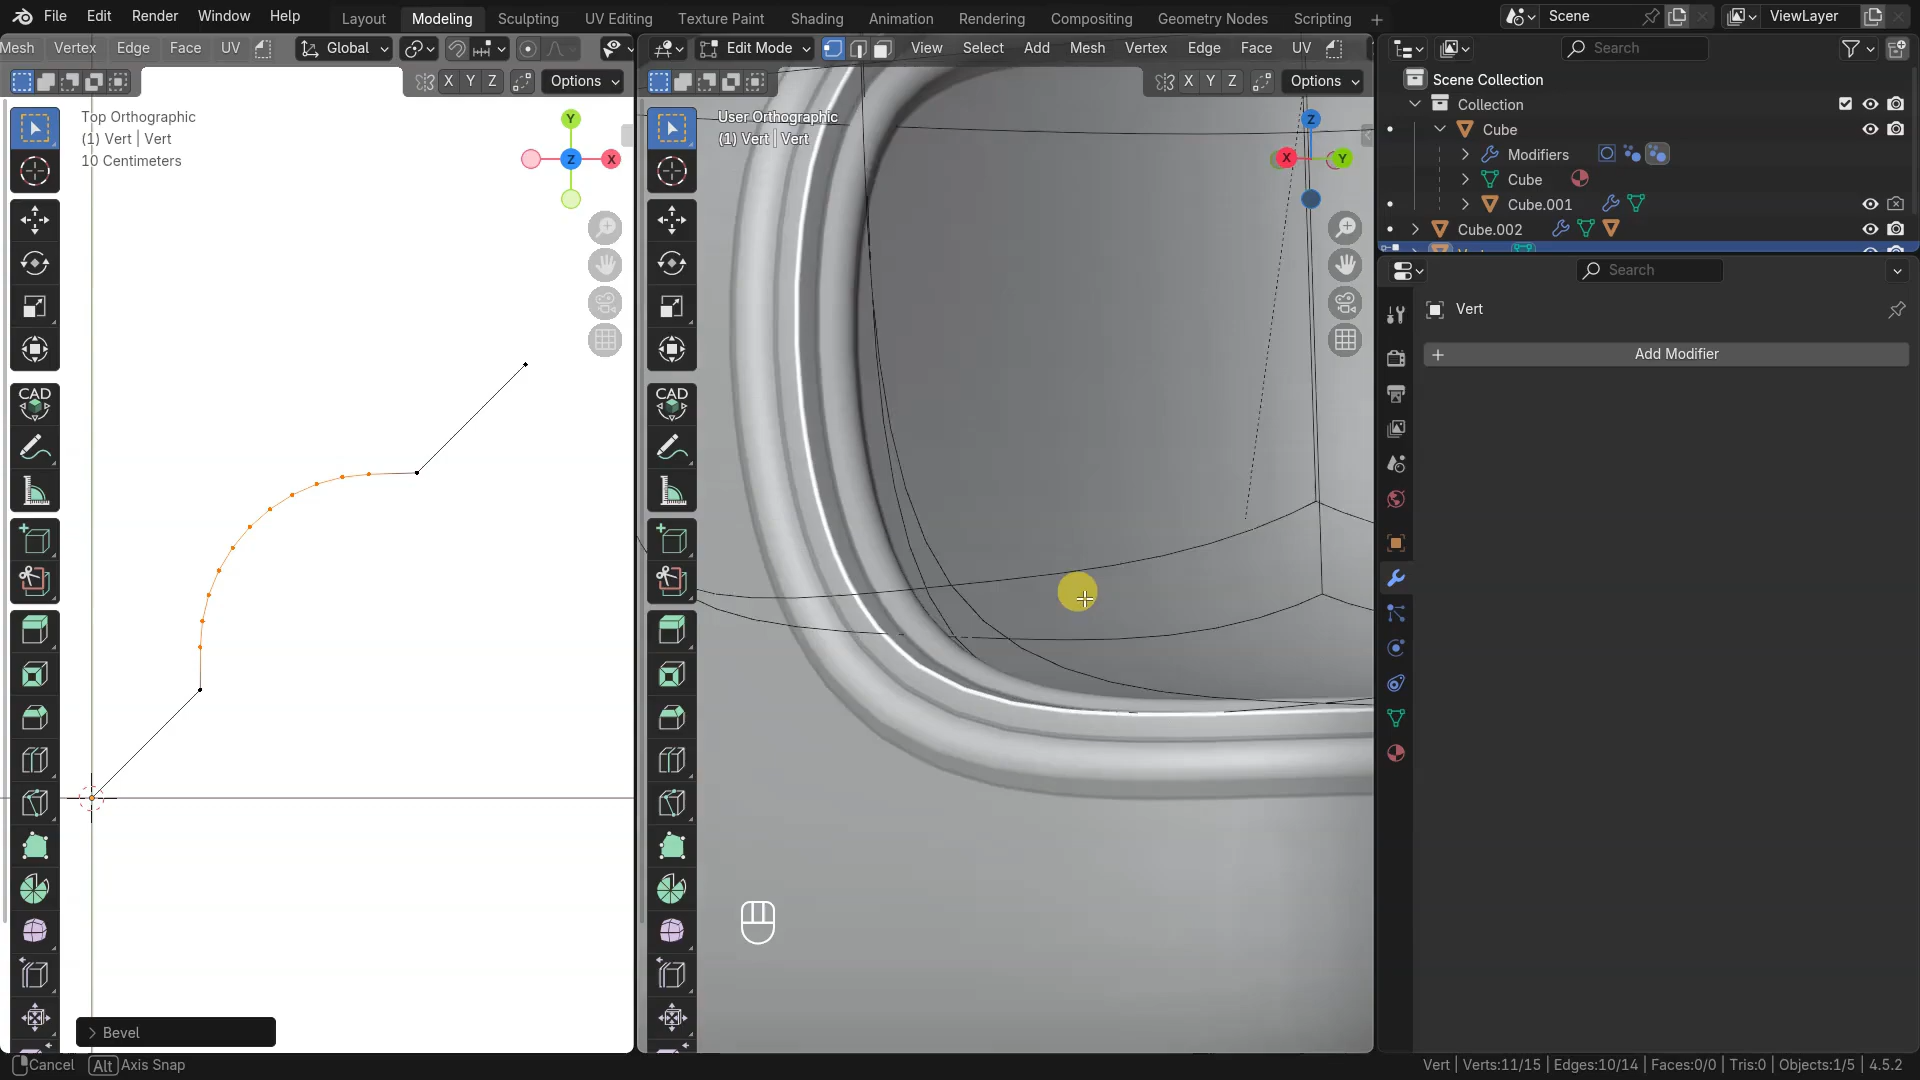 File Edit Render Window Help Layout Modeling Sculpting UV Editing Texture Paint Shading Animation Rendering Compositing Geometry Nodes Scripting + Scene ViewLayer
Mesh Vertex Edge Face UV Global
Edit Mode View Select Add Mesh Vertex Edge Face UV
Search
X Y Z Options
X Y Z Options
Scene Collection
Collection
Cube
Modifiers
Cube
Cube.001
Cube.002
Top Orthographic
(1) Vert | Vert
10 Centimeters
Y
Z
X
User Orthographic
(1) Vert | Vert
Z
X
Y
Search
Vert
Add Modifier
CAD
CAD
Bevel
Cancel Alt Axis Snap
Vert | Verts:11/15 | Edges:10/14 | Faces:0/0 | Tris:0 | Objects:1/5 | 4.5.2